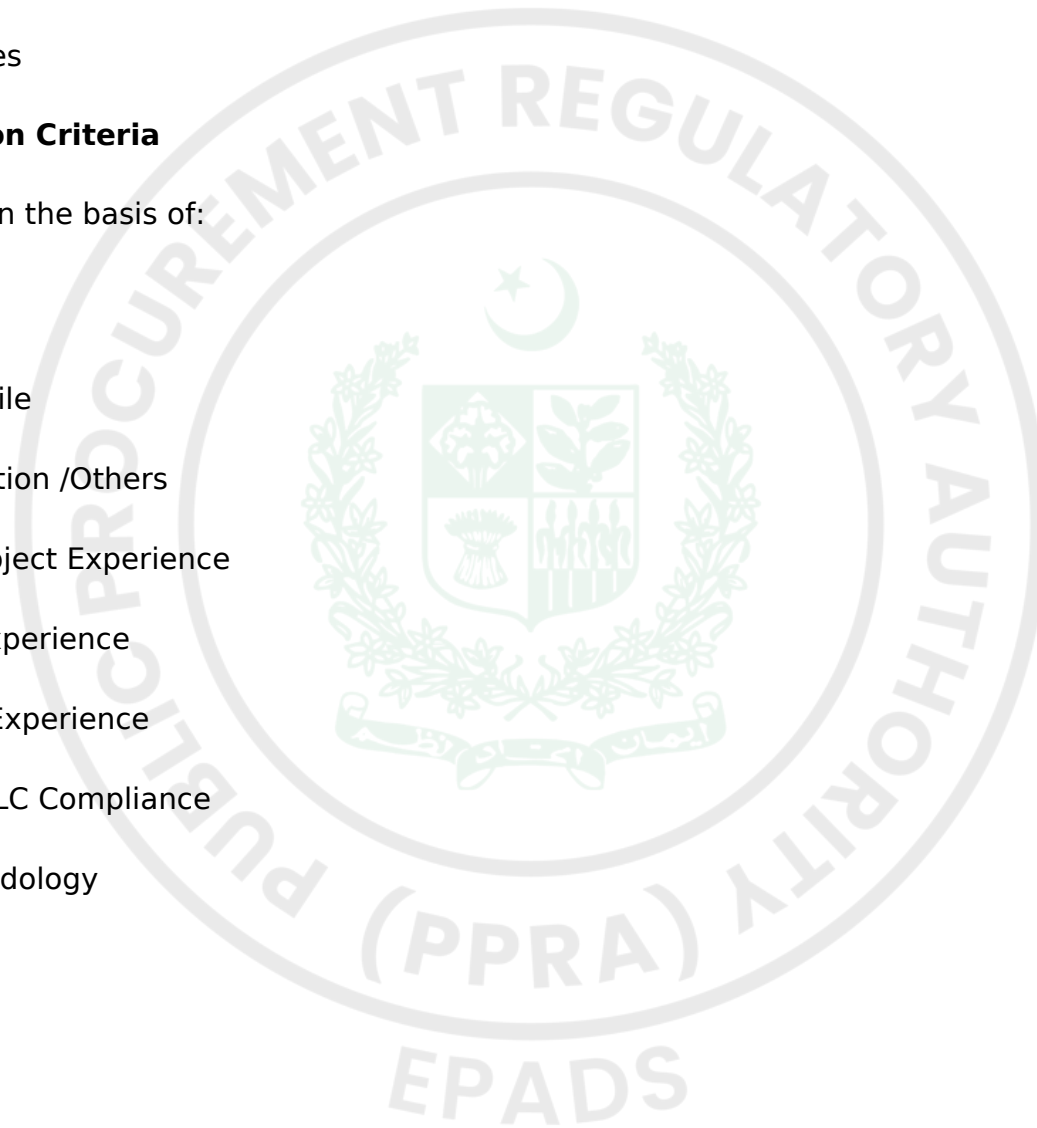 es
on Criteria
n the basis of:
ile
tion /Others
ject Experience
xperience
Experience
LC Compliance
dology
PUBLIC PROCUREMENT REGULATORY AUTHORITY
(PPRA)
EPADS